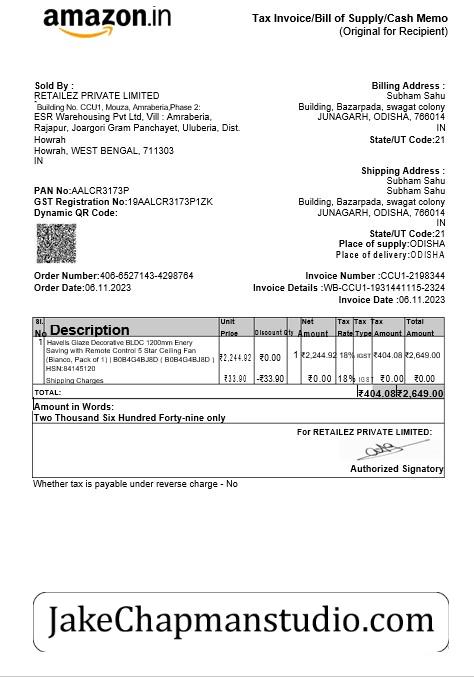 amazon.in
Tax Invoice/Bill of Supply/Cash Memo
(Original for Recipient)
Sold By :
RETAILEZ PRIVATE LIMITED
Building No. CCU1, Mouza, Amraberia,Phase 2:
ESR Warehousing Pvt Ltd, Vill : Amraberia,
Rajapur, Joargori Gram Panchayet, Uluberia, Dist.
Howrah
Howrah, WEST BENGAL, 711303
IN
Billing Address :
Subham Sahu
Building, Bazarpada, swagat colony
JUNAGARH, ODISHA, 766014
IN
State/UT Code:21
Shipping Address :
Subham Sahu
Subham Sahu
Building, Bazarpada, swagat colony
JUNAGARH, ODISHA, 766014
IN
State/UT Code:21
Place of supply:ODISHA
Place of delivery:ODISHA
PAN No:AALCR3173P
GST Registration No:19AALCR3173P1ZK
Dynamic QR Code:
Order Number:406-6527143-4298764
Order Date:06.11.2023
Invoice Number :CCU1-2198344
Invoice Details :WB-CCU1-1931441115-2324
Invoice Date :06.11.2023
Sl. No Description Unit Price Discount Qty Net Amount Tax Rate Tax Type Tax Amount Total Amount
1 Havells Glaze Decorative BLDC 1200mm Enery
Saving with Remote Control 5 Star Ceiling Fan
(Bianco, Pack of 1) | B0B4G4BJ8D ( B0B4G4BJ8D )
HSN:84145120
₹2,244.92 ₹0.00 1 ₹2,244.92 18% IGST ₹404.08 ₹2,649.00
Shipping Charges ₹33.90 -₹33.90 ₹0.00 18% IGST ₹0.00 ₹0.00
TOTAL: ₹404.08 ₹2,649.00
Amount in Words:
Two Thousand Six Hundred Forty-nine only
For RETAILEZ PRIVATE LIMITED:
Authorized Signatory
Whether tax is payable under reverse charge - No
JakeChapmanstudio.com